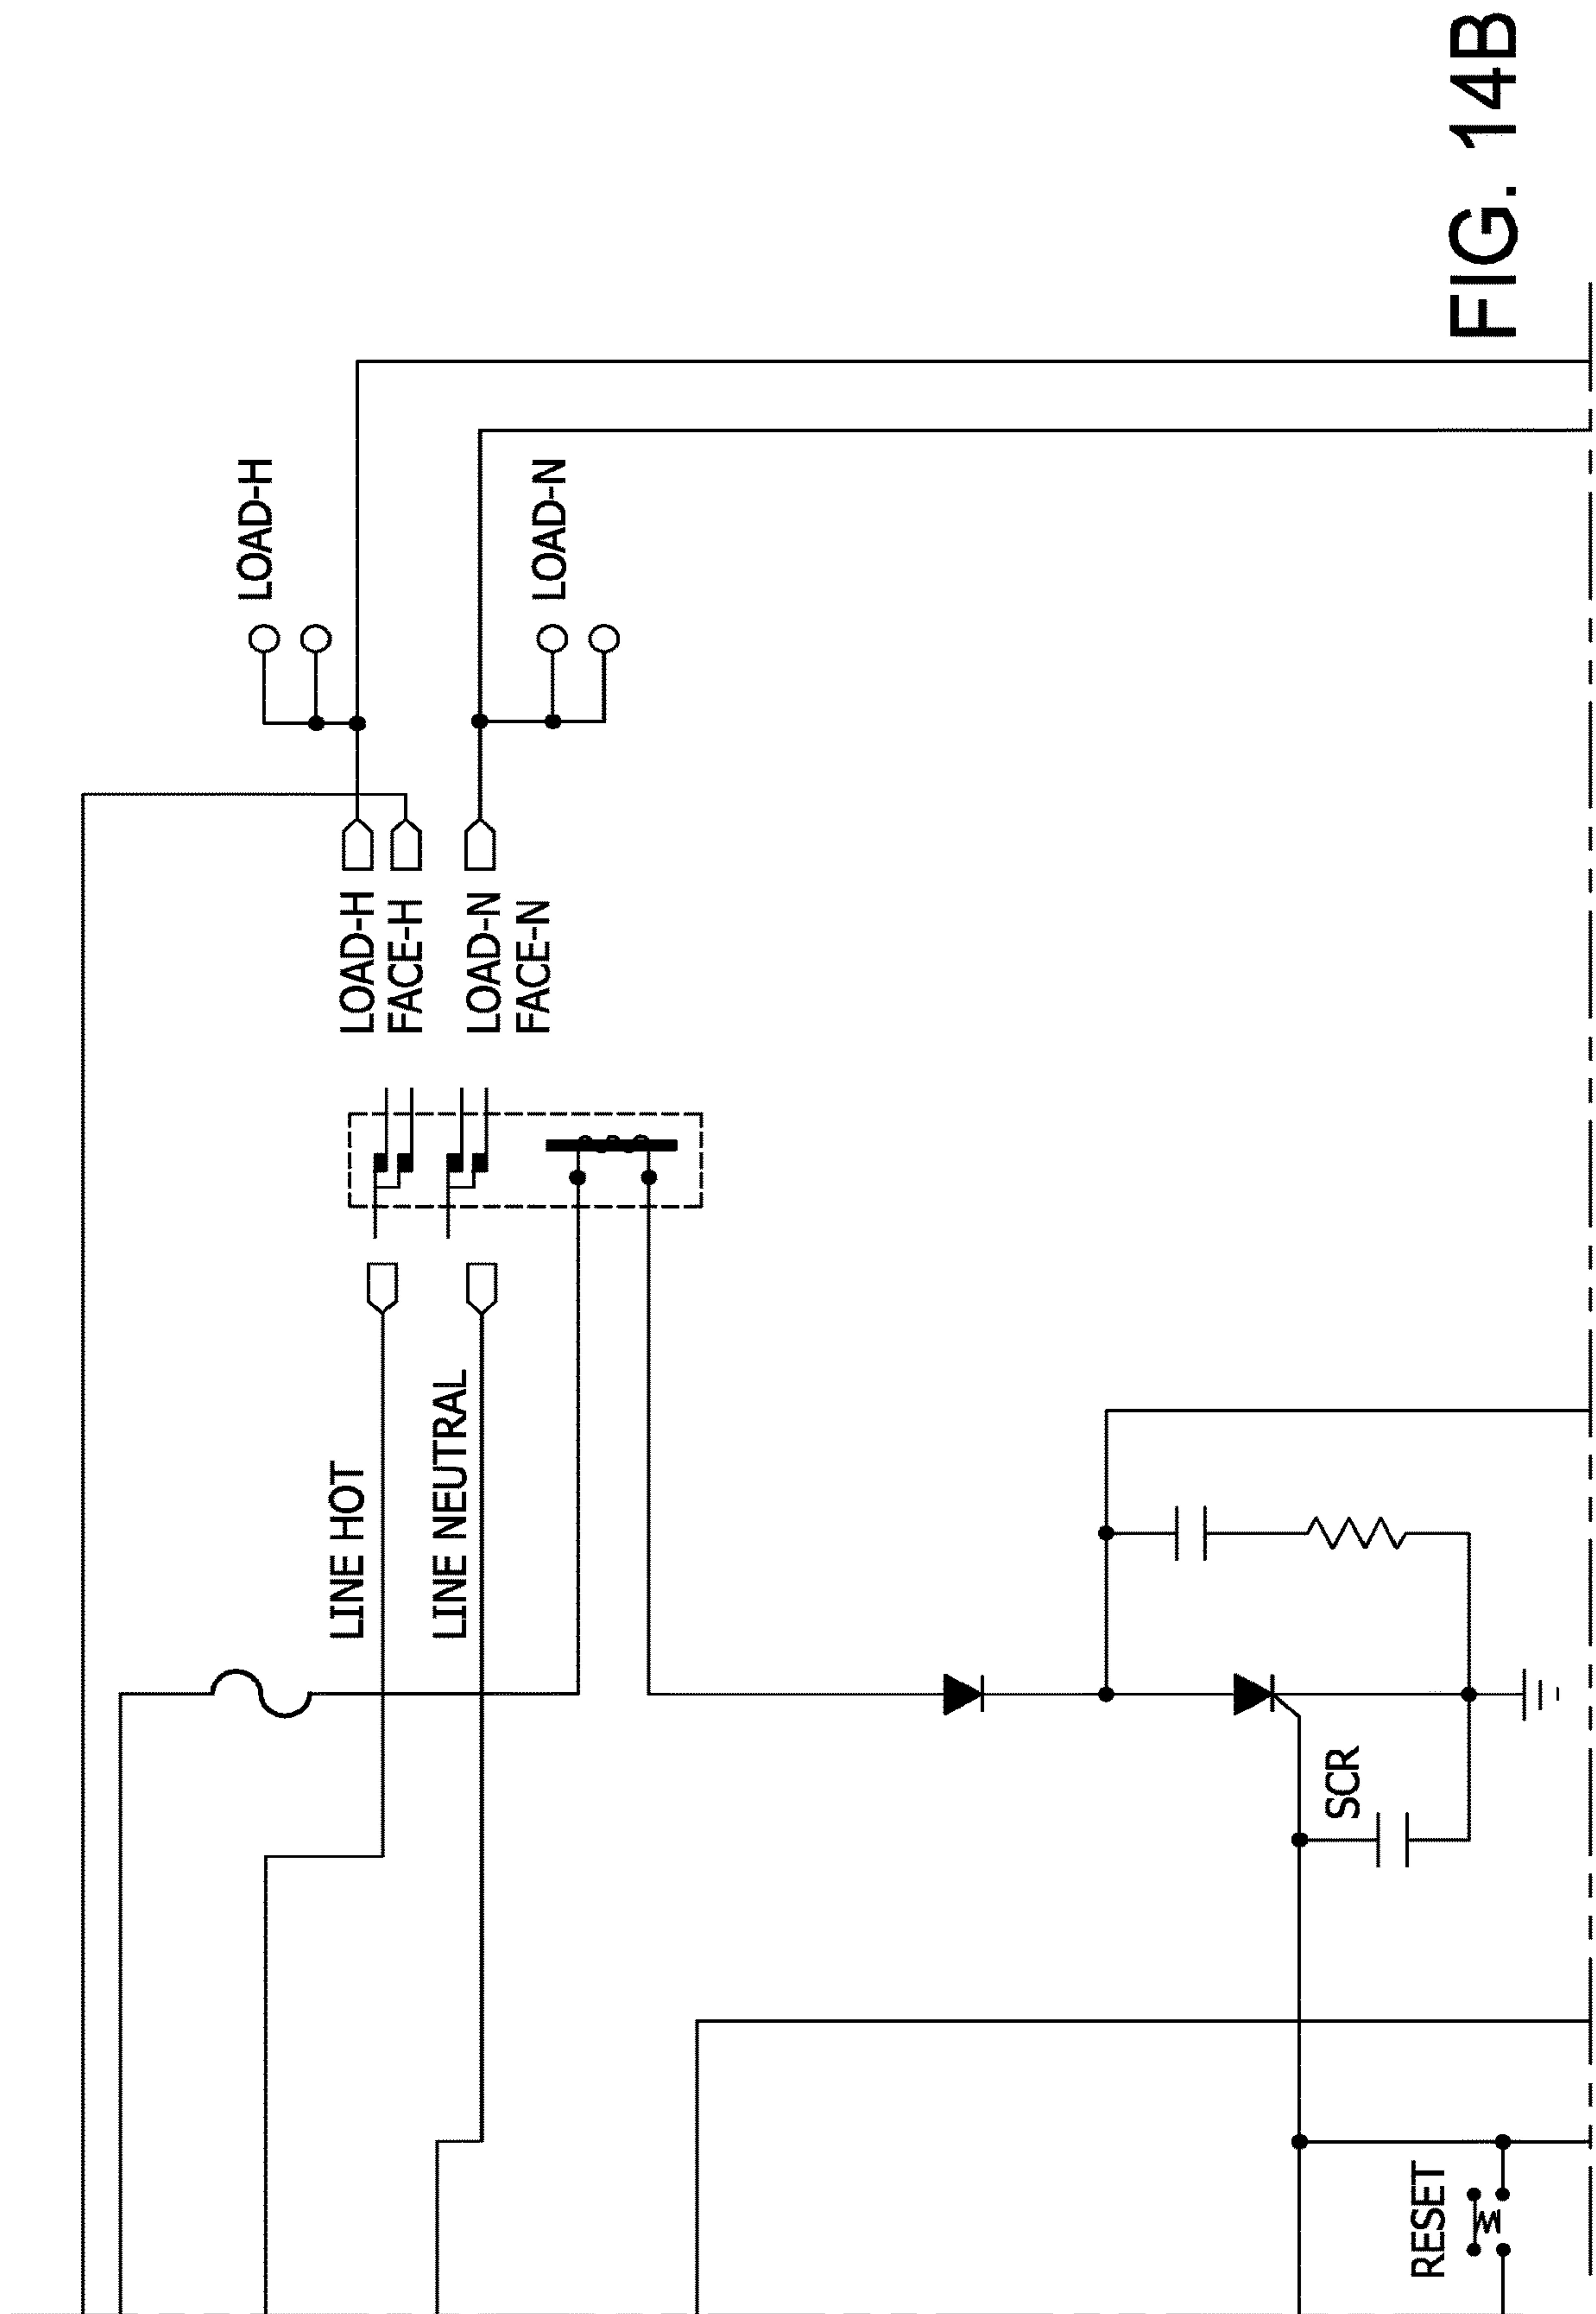 LOAD-H
LINE HOT
LOAD-H
FACE-H
LINE NEUTRAL
LOAD-N
FACE-N
LOAD-N
SCR
RESET
FIG. 14B